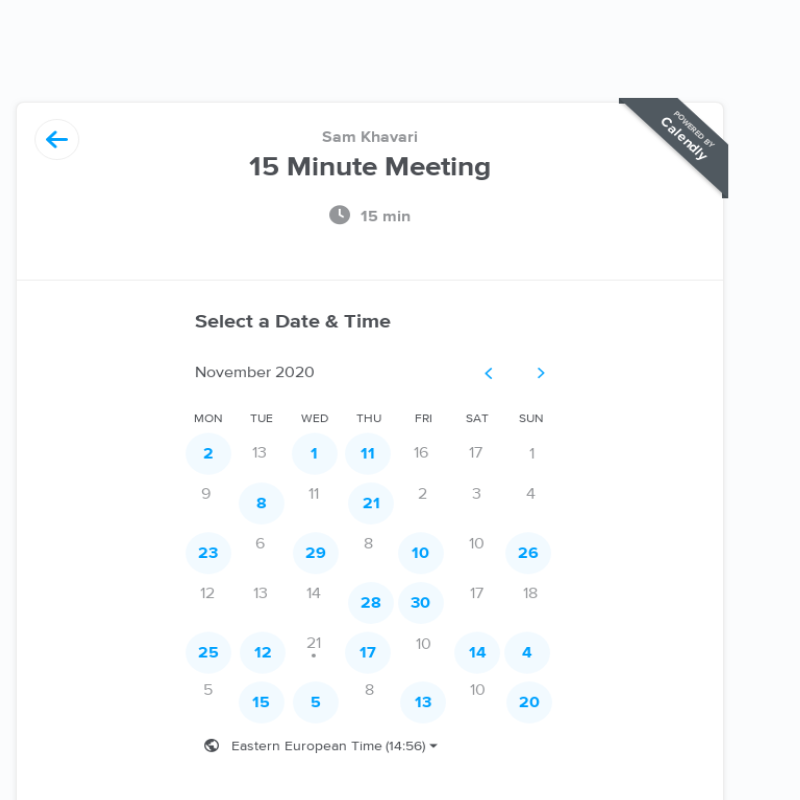 POWERED BY
Calendly
Sam Khavari
15 Minute Meeting
15 min
Select a Date & Time
November 2020
MON TUE WED THU FRI SAT SUN
2 13 1 11 16 17 1
9 8 11 21 2 3 4
23 6 29 8 10 10 26
12 13 14 28 30 17 18
25 12 21 17 10 14 4
5 15 5 8 13 10 20
Eastern European Time (14:56)